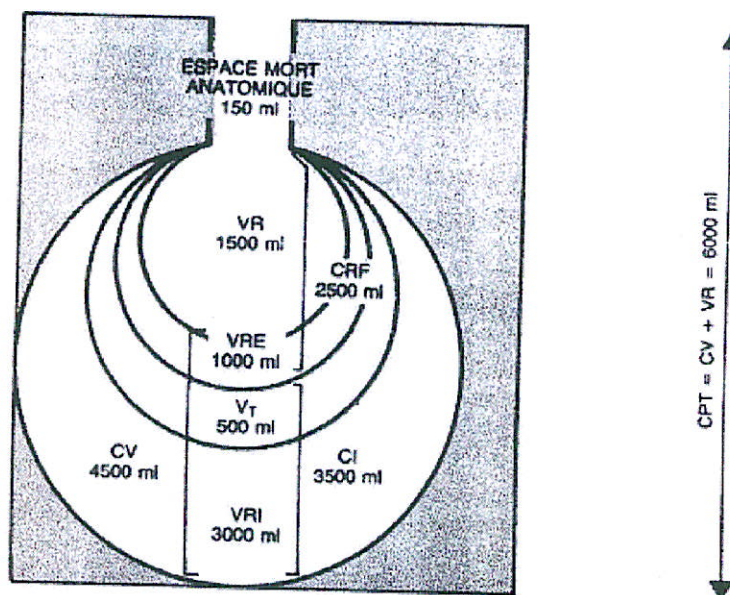 ESPACE MORT
ANATOMIQUE
150 ml
VR
1500 ml
CRF
2500 ml
VRE
1000 ml
VT
500 ml
CV
4500 ml
CI
3500 ml
VRI
3000 ml
CPT = CV + VR = 6000 ml